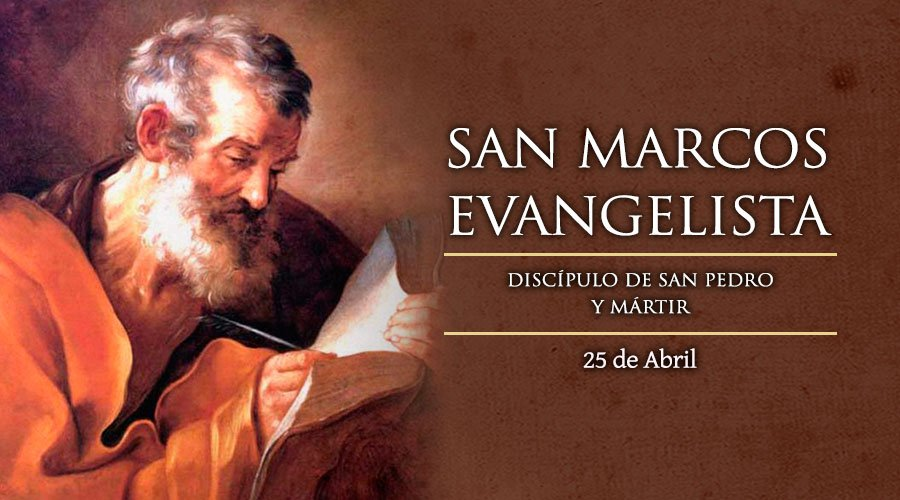 SAN MARCOS
EVANGELISTA
DISCÍPULO DE SAN PEDRO
Y MÁRTIR
25 de Abril